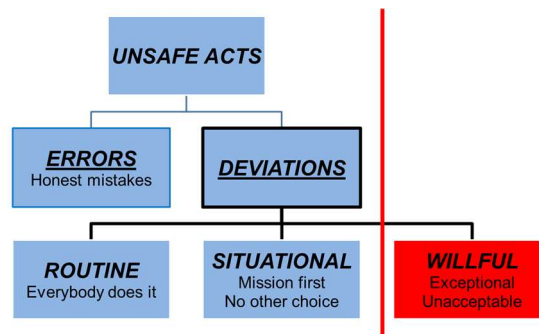 UNSAFE ACTS
ERRORS
Honest mistakes
DEVIATIONS
ROUTINE
Everybody does it
SITUATIONAL
Mission first
No other choice
WILLFUL
Exceptional
Unacceptable